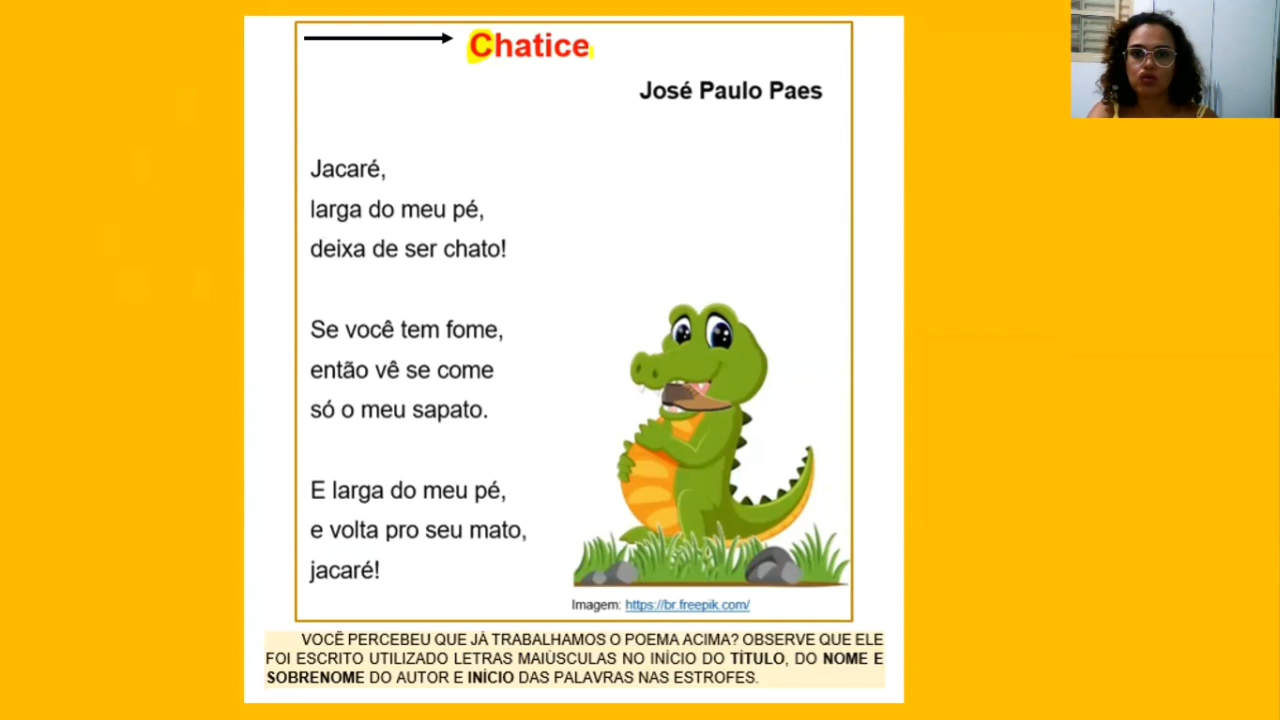 Chatice
José Paulo Paes
Jacaré,
larga do meu pé,
deixa de ser chato!
Se você tem fome,
então vê se come
só o meu sapato.
E larga do meu pé,
e volta pro seu mato,
jacaré!
Imagem: https://br.freepik.com/
VOCÊ PERCEBEU QUE JÁ TRABALHAMOS O POEMA ACIMA? OBSERVE QUE ELE
FOI ESCRITO UTILIZADO LETRAS MAIÚSCULAS NO INÍCIO DO TÍTULO, DO NOME E
SOBRENOME DO AUTOR E INÍCIO DAS PALAVRAS NAS ESTROFES.